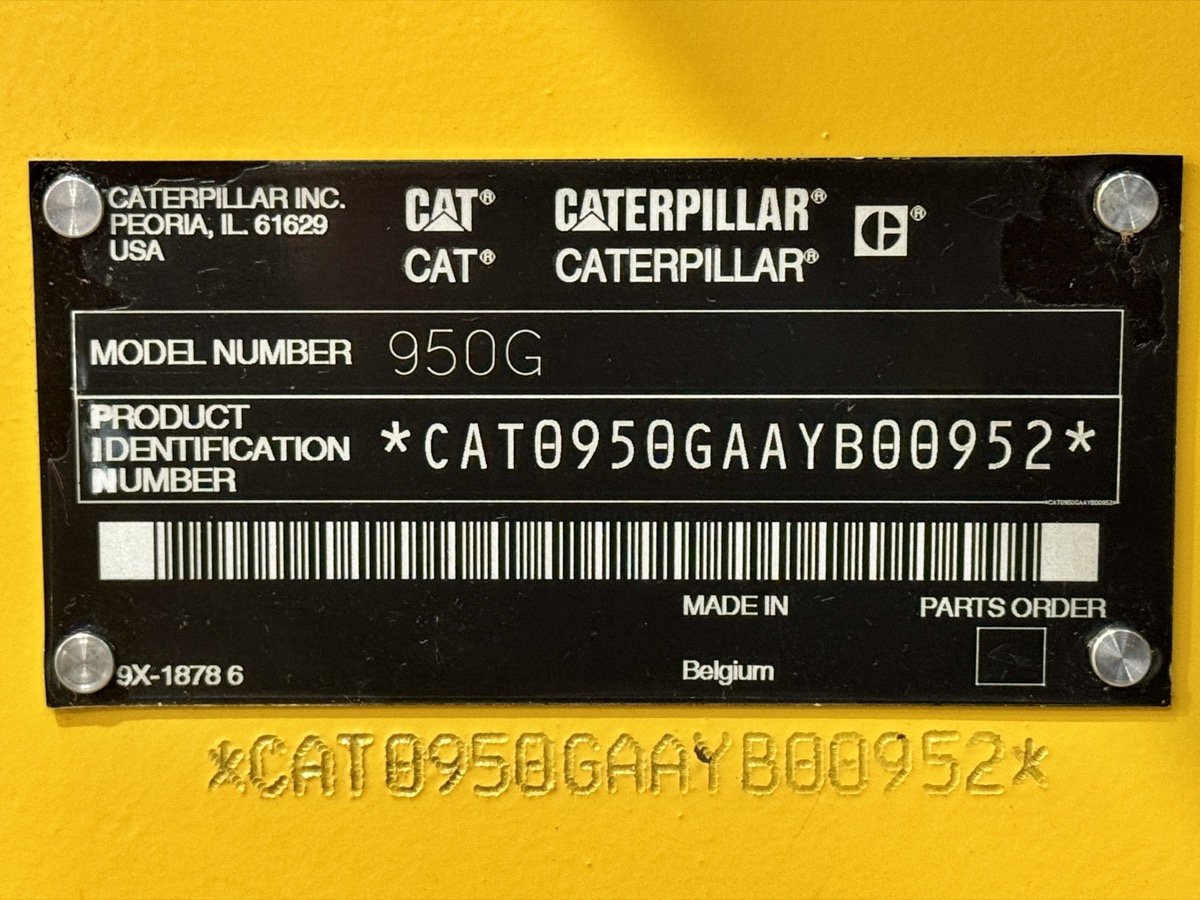 CATERPILLAR INC.
PEORIA, IL. 61629
USA
CAT® CATERPILLAR® C®
CAT® CATERPILLAR®
MODEL NUMBER 950G
PRODUCT
IDENTIFICATION
NUMBER
*CAT0950GAAYB00952*
*CAT0950GAAYB00952*
MADE IN PARTS ORDER
9X-1878 6 Belgium
*CAT0950GAAYB00952*